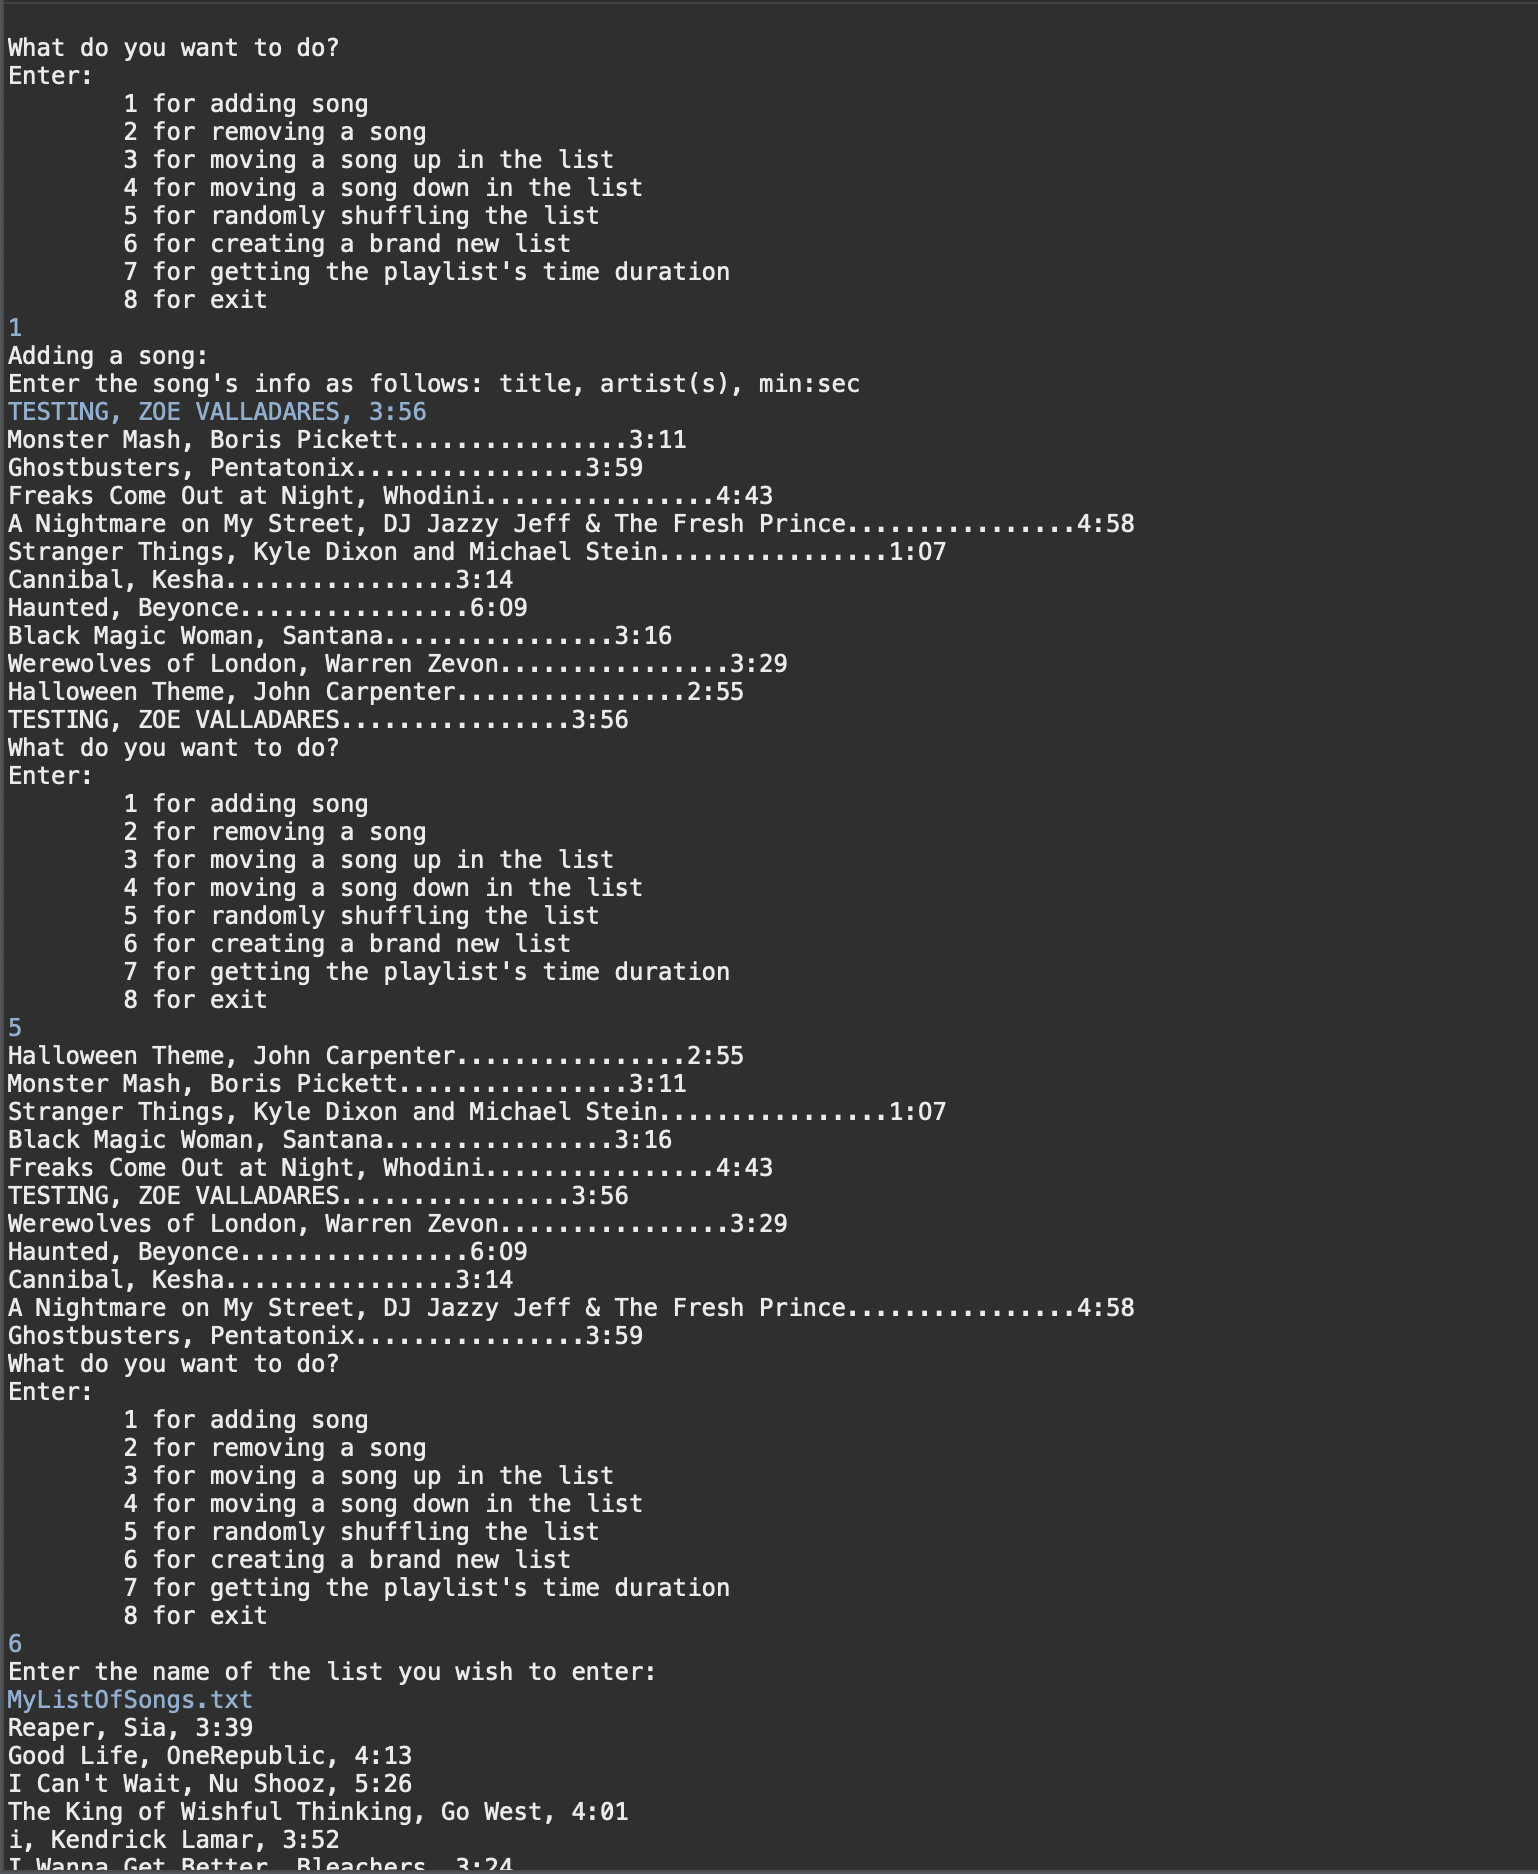 What do you want to do?
Enter:
1 for adding song
2 for removing a song
3 for moving a song up in the list
4 for moving a song down in the list
5 for randomly shuffling the list
6 for creating a brand new list
7 for getting the playlist's time duration
8 for exit
1
Adding a song:
Enter the song's info as follows: title, artist(s), min:sec
TESTING, ZOE VALLADARES, 3:56
Monster Mash, Boris Pickett................3:11
Ghostbusters, Pentatonix................3:59
Freaks Come Out at Night, Whodini................4:43
A Nightmare on My Street, DJ Jazzy Jeff & The Fresh Prince................4:58
Stranger Things, Kyle Dixon and Michael Stein................1:07
Cannibal, Kesha................3:14
Haunted, Beyonce................6:09
Black Magic Woman, Santana................3:16
Werewolves of London, Warren Zevon................3:29
Halloween Theme, John Carpenter................2:55
TESTING, ZOE VALLADARES................3:56
What do you want to do?
Enter:
1 for adding song
2 for removing a song
3 for moving a song up in the list
4 for moving a song down in the list
5 for randomly shuffling the list
6 for creating a brand new list
7 for getting the playlist's time duration
8 for exit
5
Halloween Theme, John Carpenter................2:55
Monster Mash, Boris Pickett................3:11
Stranger Things, Kyle Dixon and Michael Stein................1:07
Black Magic Woman, Santana................3:16
Freaks Come Out at Night, Whodini................4:43
TESTING, ZOE VALLADARES................3:56
Werewolves of London, Warren Zevon................3:29
Haunted, Beyonce................6:09
Cannibal, Kesha................3:14
A Nightmare on My Street, DJ Jazzy Jeff & The Fresh Prince................4:58
Ghostbusters, Pentatonix................3:59
What do you want to do?
Enter:
1 for adding song
2 for removing a song
3 for moving a song up in the list
4 for moving a song down in the list
5 for randomly shuffling the list
6 for creating a brand new list
7 for getting the playlist's time duration
8 for exit
6
Enter the name of the list you wish to enter:
MyListOfSongs.txt
Reaper, Sia, 3:39
Good Life, OneRepublic, 4:13
I Can't Wait, Nu Shooz, 5:26
The King of Wishful Thinking, Go West, 4:01
i, Kendrick Lamar, 3:52
I Wanna Get Better, Bleachers, 3:24